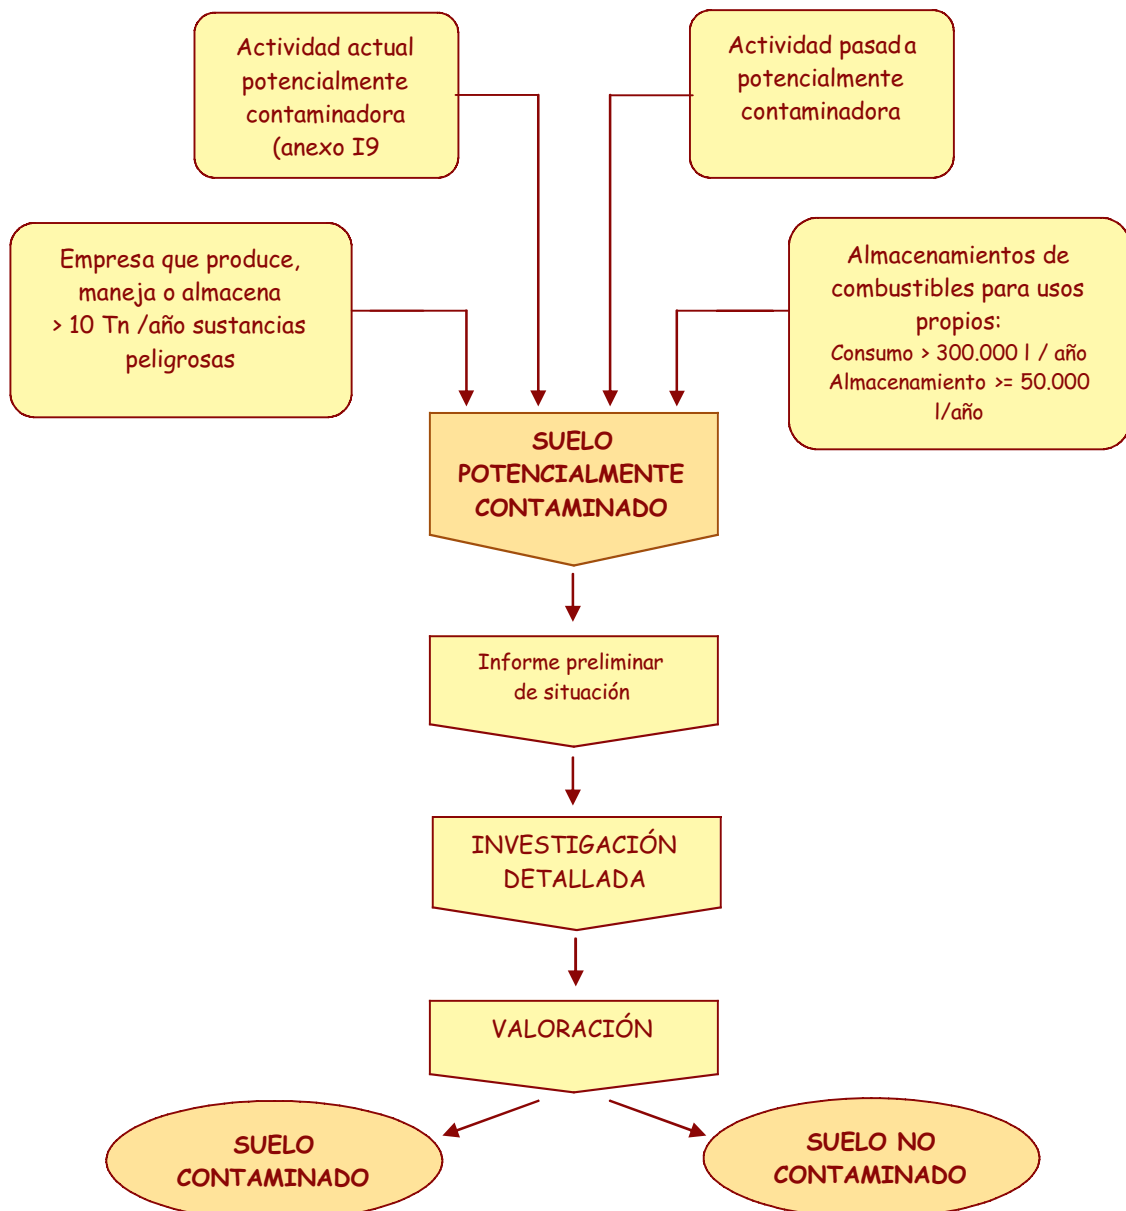 Actividad actual
potencialmente
contaminadora
(anexo I9
Actividad pasada
potencialmente
contaminadora
Empresa que produce,
maneja o almacena
> 10 Tn /año sustancias
peligrosas
Almacenamientos de
combustibles para usos
propios:
Consumo > 300.000 l / año
Almacenamiento >= 50.000
l/año
SUELO
POTENCIALMENTE
CONTAMINADO
Informe preliminar
de situación
INVESTIGACIÓN
DETALLADA
VALORACIÓN
SUELO
CONTAMINADO
SUELO NO
CONTAMINADO